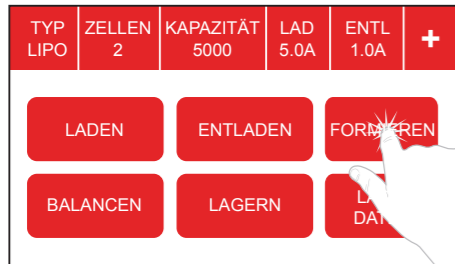 TYP ZELLEN KAPAZITÄT LAD ENTL +
LIPO 2 5000 5.0A 1.0A
LADEN ENTLADEN FORMIEREN
BALANCEN LAGERN